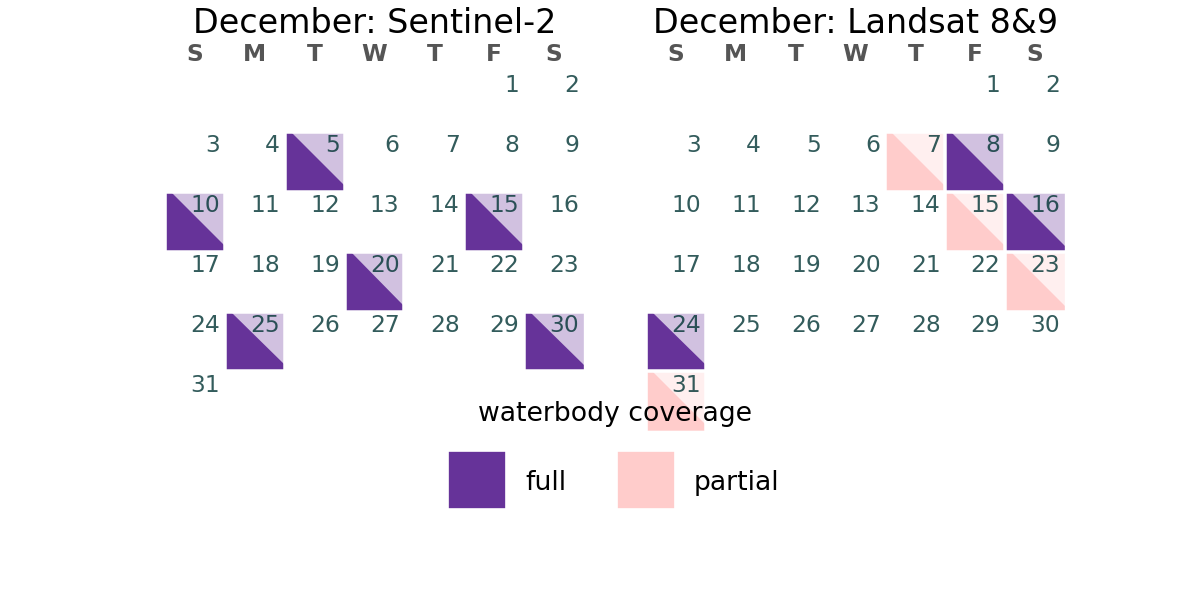 December: Sentinel-2
S M T W T F S
1 2
3 4 5 6 7 8 9
10 11 12 13 14 15 16
17 18 19 20 21 22 23
24 25 26 27 28 29 30
31
December: Landsat 8&9
S M T W T F S
1 2
3 4 5 6 7 8 9
10 11 12 13 14 15 16
17 18 19 20 21 22 23
24 25 26 27 28 29 30
31
waterbody coverage
full partial